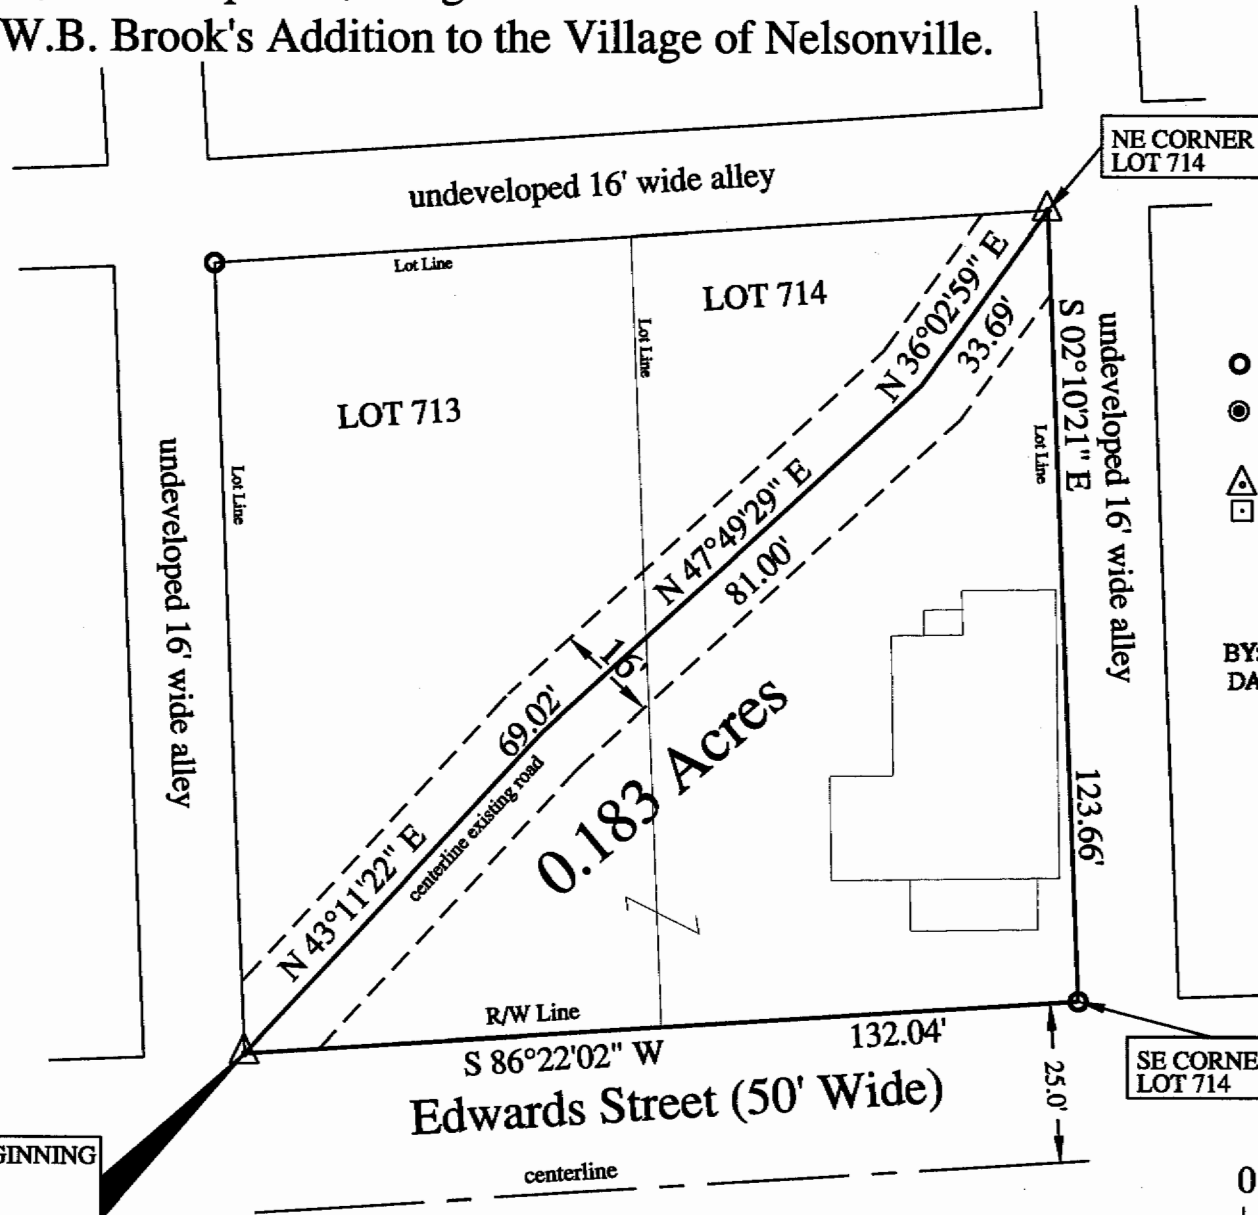 W.B. Brook's Addition to the Village of Nelsonville.
NE CORNER
LOT 714
undeveloped 16' wide alley
Lot Line
LOT 714
LOT 713
Lot Line
Lot Line
undeveloped 16' wide alley
N 36°02'59" E
33.69'
S 02°10'21" E
Lot Line
undeveloped 16' wide alley
N 47°49'29" E
81.00'
16'
69.02'
N 43°11'22" E
centerline existing road
0.183 Acres
123.66'
BY:
DA
R/W Line
S 86°22'02" W
132.04'
SE CORNE
LOT 714
Edwards Street (50' Wide)
25.0'
GINNING
centerline
0